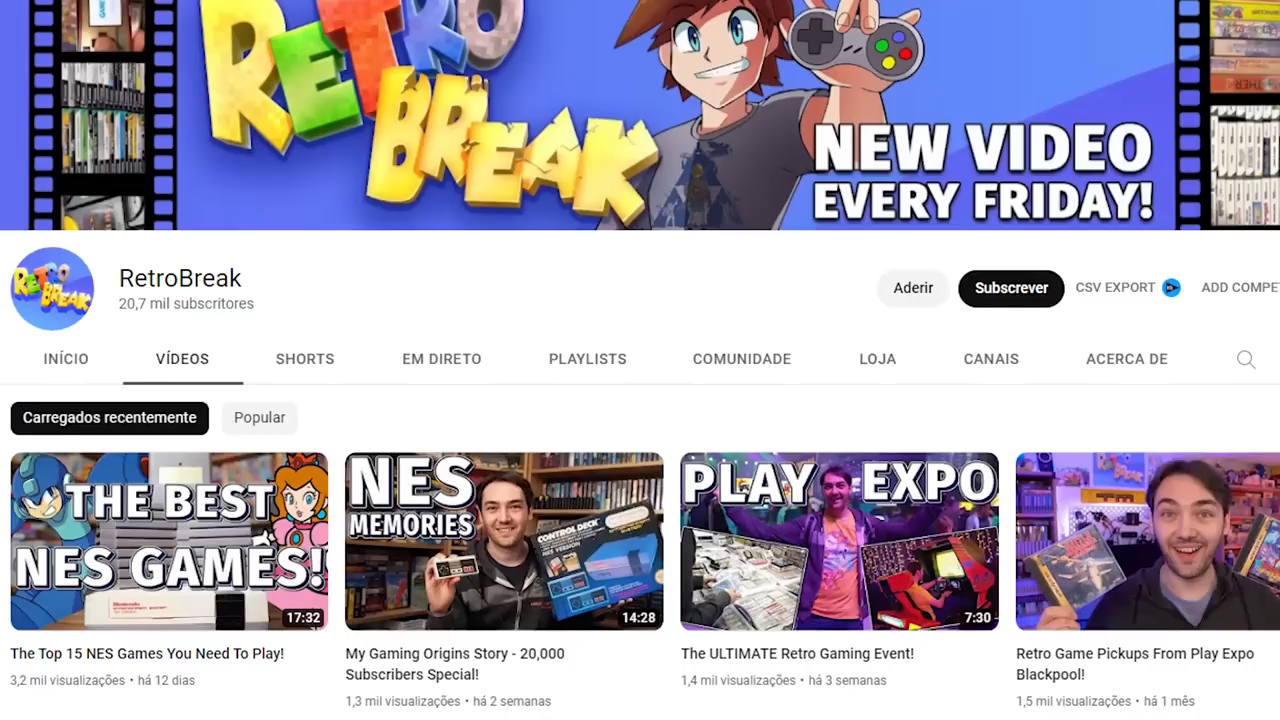 RETRO
BREAK
NEW VIDEO
EVERY FRIDAY!
RETRO
BREAK
RetroBreak
20,7 mil subscritores
Aderir
Subscrever
CSV EXPORT
ADD COMPE
INÍCIO
VÍDEOS
SHORTS
EM DIRETO
PLAYLISTS
COMUNIDADE
LOJA
CANAIS
ACERCA DE
Carregados recentemente
Popular
THE BEST
NES GAMES!
Nintendo
17:32
NES
MEMORIES
CONTROL DECK
NES VERSION
14:28
PLAY EXPO
7:30
The Top 15 NES Games You Need To Play!
3,2 mil visualizações • há 12 dias
My Gaming Origins Story - 20,000
Subscribers Special!
1,3 mil visualizações • há 2 semanas
The ULTIMATE Retro Gaming Event!
1,4 mil visualizações • há 3 semanas
Retro Game Pickups From Play Expo
Blackpool!
1,5 mil visualizações • há 1 mês